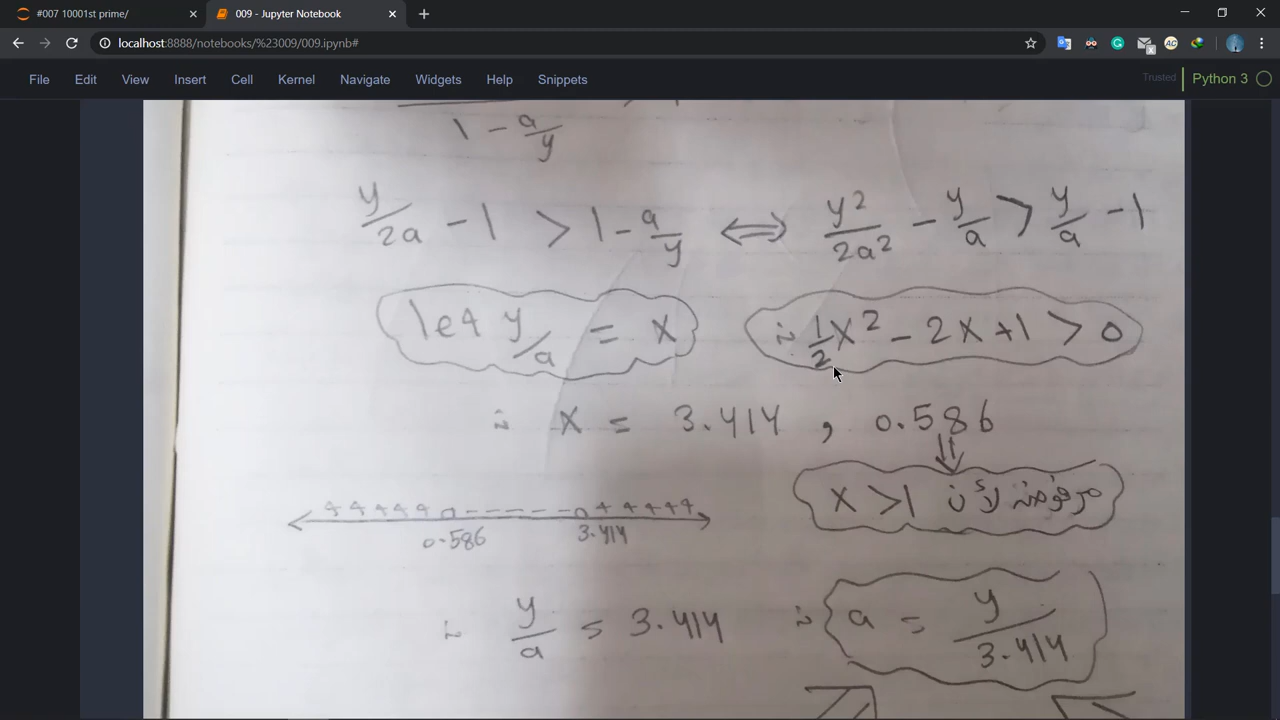 #007 10001st prime/
009 - Jupyter Notebook
localhost:8888/notebooks/%23009/009.ipynb#
File Edit View Insert Cell Kernel Navigate Widgets Help Snippets
Trusted
Python 3
1 - a/y
y/2a - 1 > 1 - a/y ⟺ y²/2a² - y/a > y/a - 1
let y/a = x
∴ 1/2 x² - 2x + 1 > 0
∴ x = 3.414 , 0.586
مرفوضة لأن x > 1
+ + + + + - - - - - + + + + +
0.586 3.414
∴ y/a = 3.414 ∴ a = y/3.414